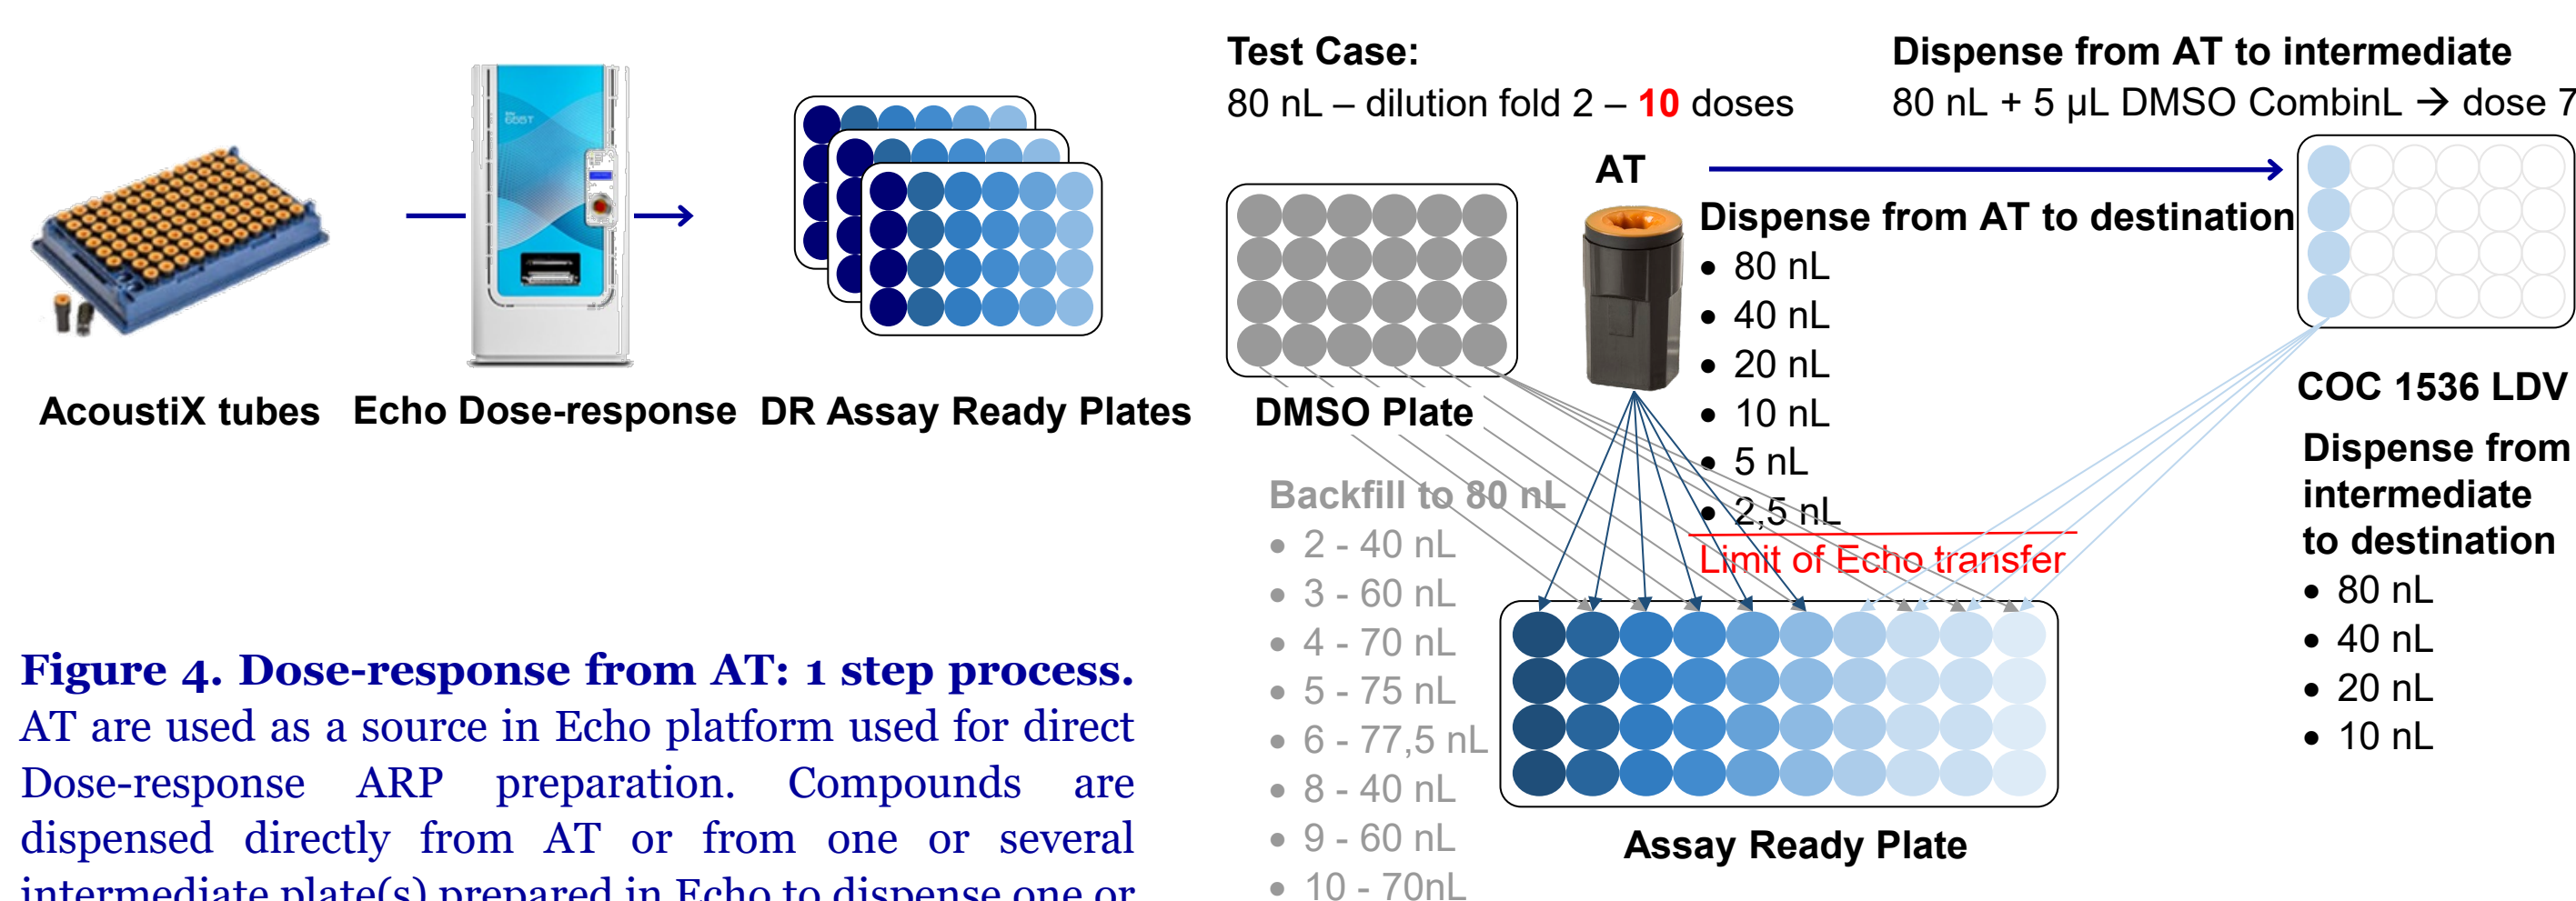 AcoustiX tubes
Echo Dose-response
DR Assay Ready Plates
Figure 4. Dose-response from AT: 1 step process.
AT are used as a source in Echo platform used for direct
Dose-response ARP preparation. Compounds are
dispensed directly from AT or from one or several
intermediate plate(s) prepared in Echo to dispense one or
Test Case:
80 nL – dilution fold 2 – 10 doses
Dispense from AT to intermediate
80 nL + 5 µL DMSO CombinL → dose 7
AT
Dispense from AT to destination
• 80 nL
• 40 nL
• 20 nL
• 10 nL
• 5 nL
• 2,5 nL
Limit of Echo transfer
DMSO Plate
Backfill to 80 nL
• 2 - 40 nL
• 3 - 60 nL
• 4 - 70 nL
• 5 - 75 nL
• 6 - 77,5 nL
• 8 - 40 nL
• 9 - 60 nL
• 10 - 70nL
Assay Ready Plate
COC 1536 LDV
Dispense from
intermediate
to destination
• 80 nL
• 40 nL
• 20 nL
• 10 nL